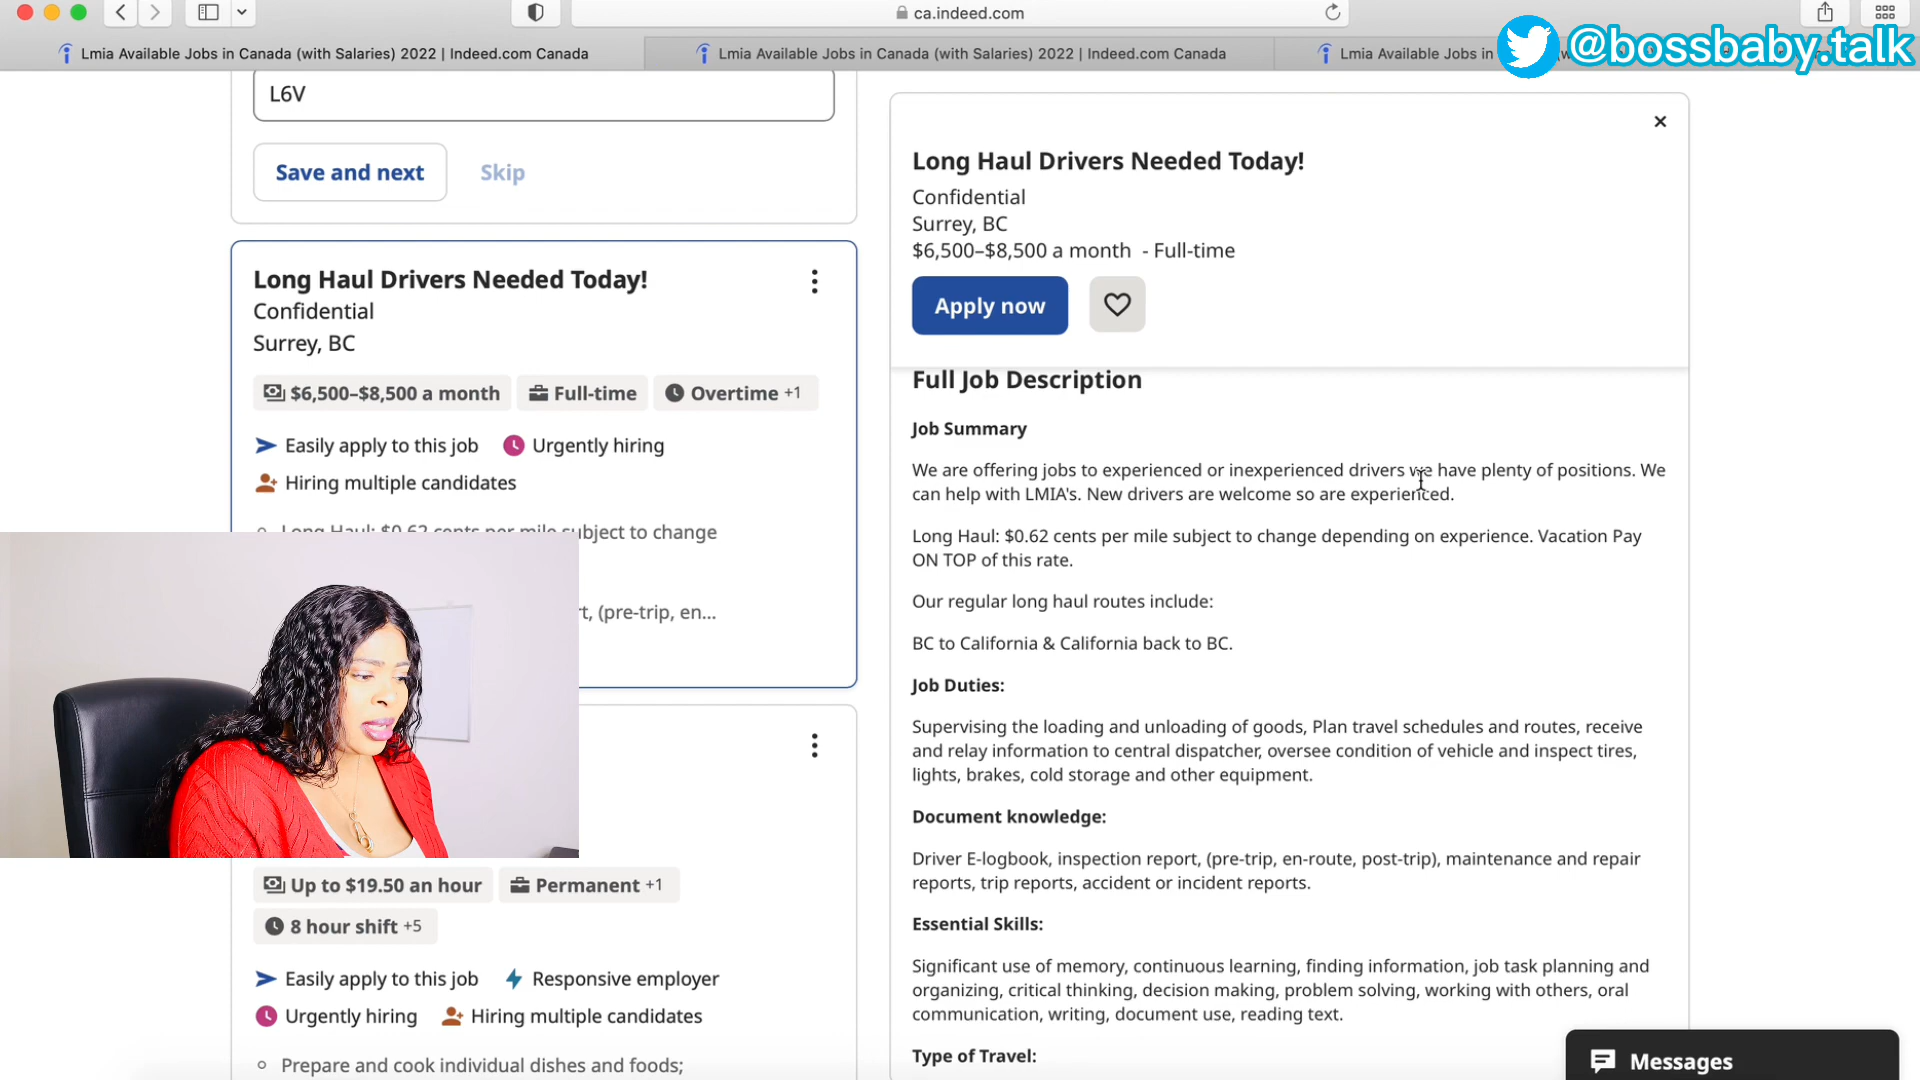 ca.indeed.com
Lmia Available Jobs in Canada (with Salaries) 2022 | Indeed.com Canada
Lmia Available Jobs in Canada (with Salaries) 2022 | Indeed.com Canada
Lmia Available Jobs in
@bossbaby.talk
L6V
Save and next
Skip
Long Haul Drivers Needed Today!
Confidential
Surrey, BC
$6,500–$8,500 a month
Full-time
Overtime +1
Easily apply to this job
Urgently hiring
Hiring multiple candidates
Long Haul: $0.62 cents per mile subject to change
(pre-trip, en...
Up to $19.50 an hour
Permanent +1
8 hour shift +5
Easily apply to this job
Responsive employer
Urgently hiring
Hiring multiple candidates
Prepare and cook individual dishes and foods;
Long Haul Drivers Needed Today!
Confidential
Surrey, BC
$6,500–$8,500 a month - Full-time
Apply now
Full Job Description
Job Summary
We are offering jobs to experienced or inexperienced drivers we have plenty of positions. We
can help with LMIA's. New drivers are welcome so are experienced.
Long Haul: $0.62 cents per mile subject to change depending on experience. Vacation Pay
ON TOP of this rate.
Our regular long haul routes include:
BC to California & California back to BC.
Job Duties:
Supervising the loading and unloading of goods, Plan travel schedules and routes, receive
and relay information to central dispatcher, oversee condition of vehicle and inspect tires,
lights, brakes, cold storage and other equipment.
Document knowledge:
Driver E-logbook, inspection report, (pre-trip, en-route, post-trip), maintenance and repair
reports, trip reports, accident or incident reports.
Essential Skills:
Significant use of memory, continuous learning, finding information, job task planning and
organizing, critical thinking, decision making, problem solving, working with others, oral
communication, writing, document use, reading text.
Type of Travel:
Messages